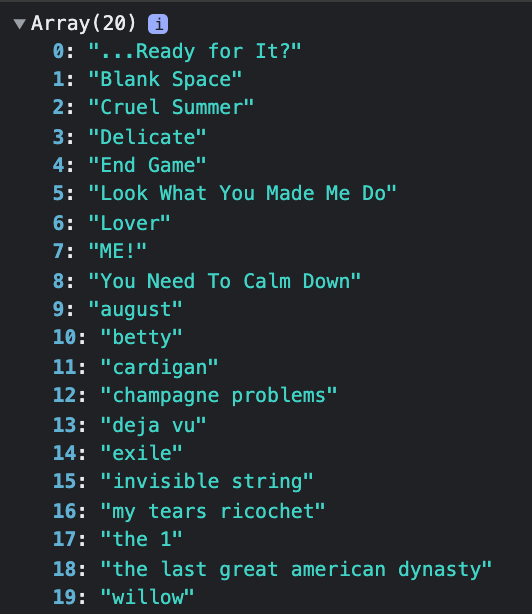 ▼Array(20) i
0: "...Ready for It?"
1: "Blank Space"
2: "Cruel Summer"
3: "Delicate"
4: "End Game"
5: "Look What You Made Me Do"
6: "Lover"
7: "ME!"
8: "You Need To Calm Down"
9: "august"
10: "betty"
11: "cardigan"
12: "champagne problems"
13: "deja vu"
14: "exile"
15: "invisible string"
16: "my tears ricochet"
17: "the 1"
18: "the last great american dynasty"
19: "willow"